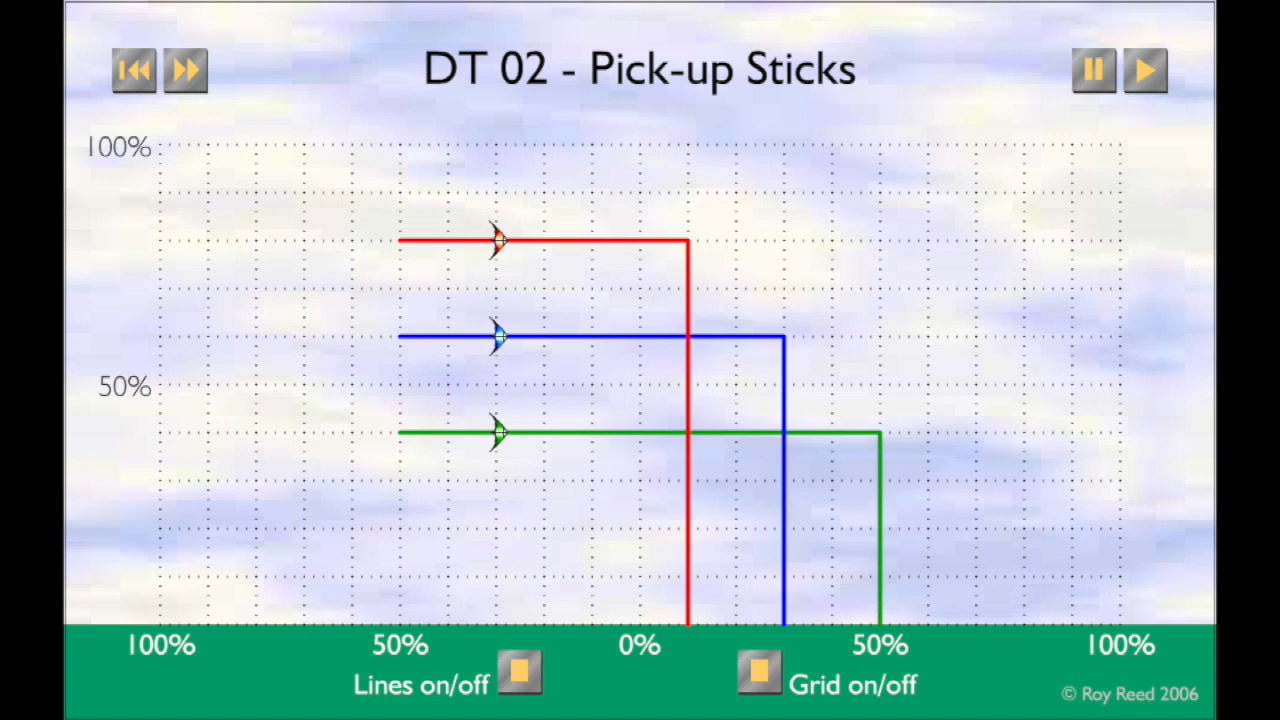 DT 02 - Pick-up Sticks
100%
50%
100% 50% 0% 50% 100%
Lines on/off Grid on/off
© Roy Reed 2006